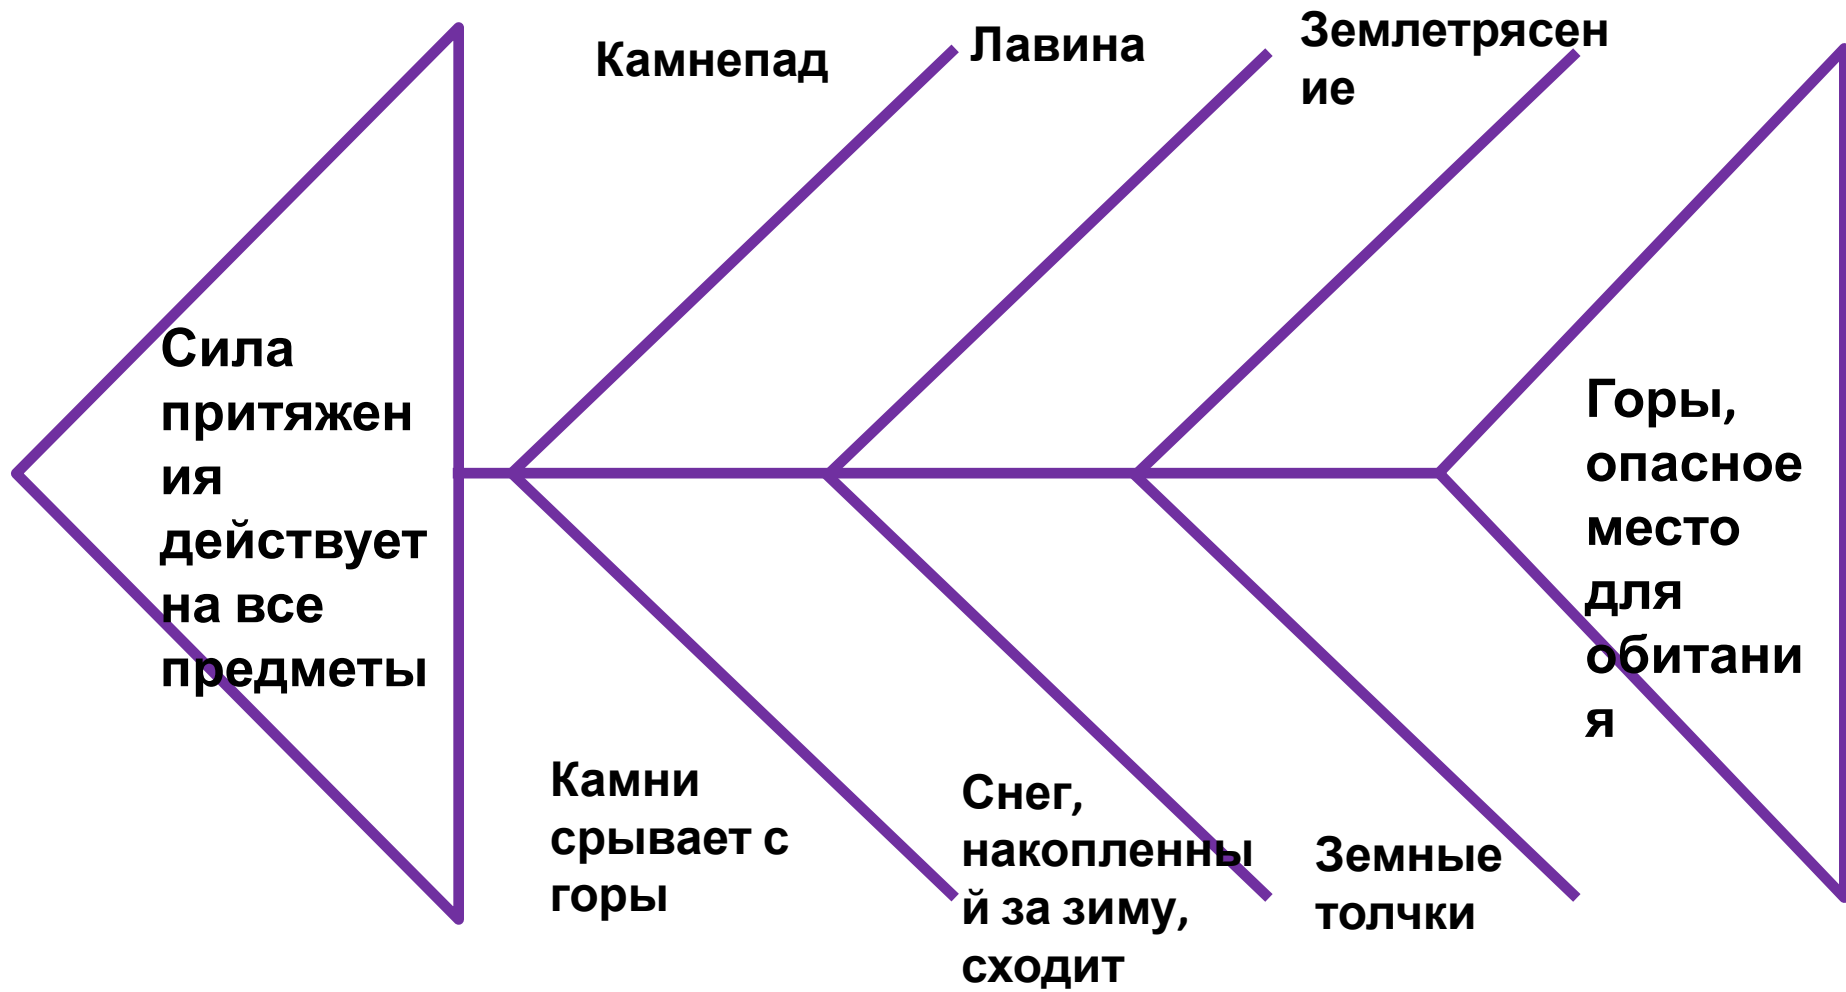 Камнепад
Лавина
Землетрясен
ие
Сила
притяжен
ия
действует
на все
предметы
Горы,
опасное
место
для
обитани
я
Камни
срывает с
горы
Снег,
накопленны
й за зиму,
сходит
Земные
толчки